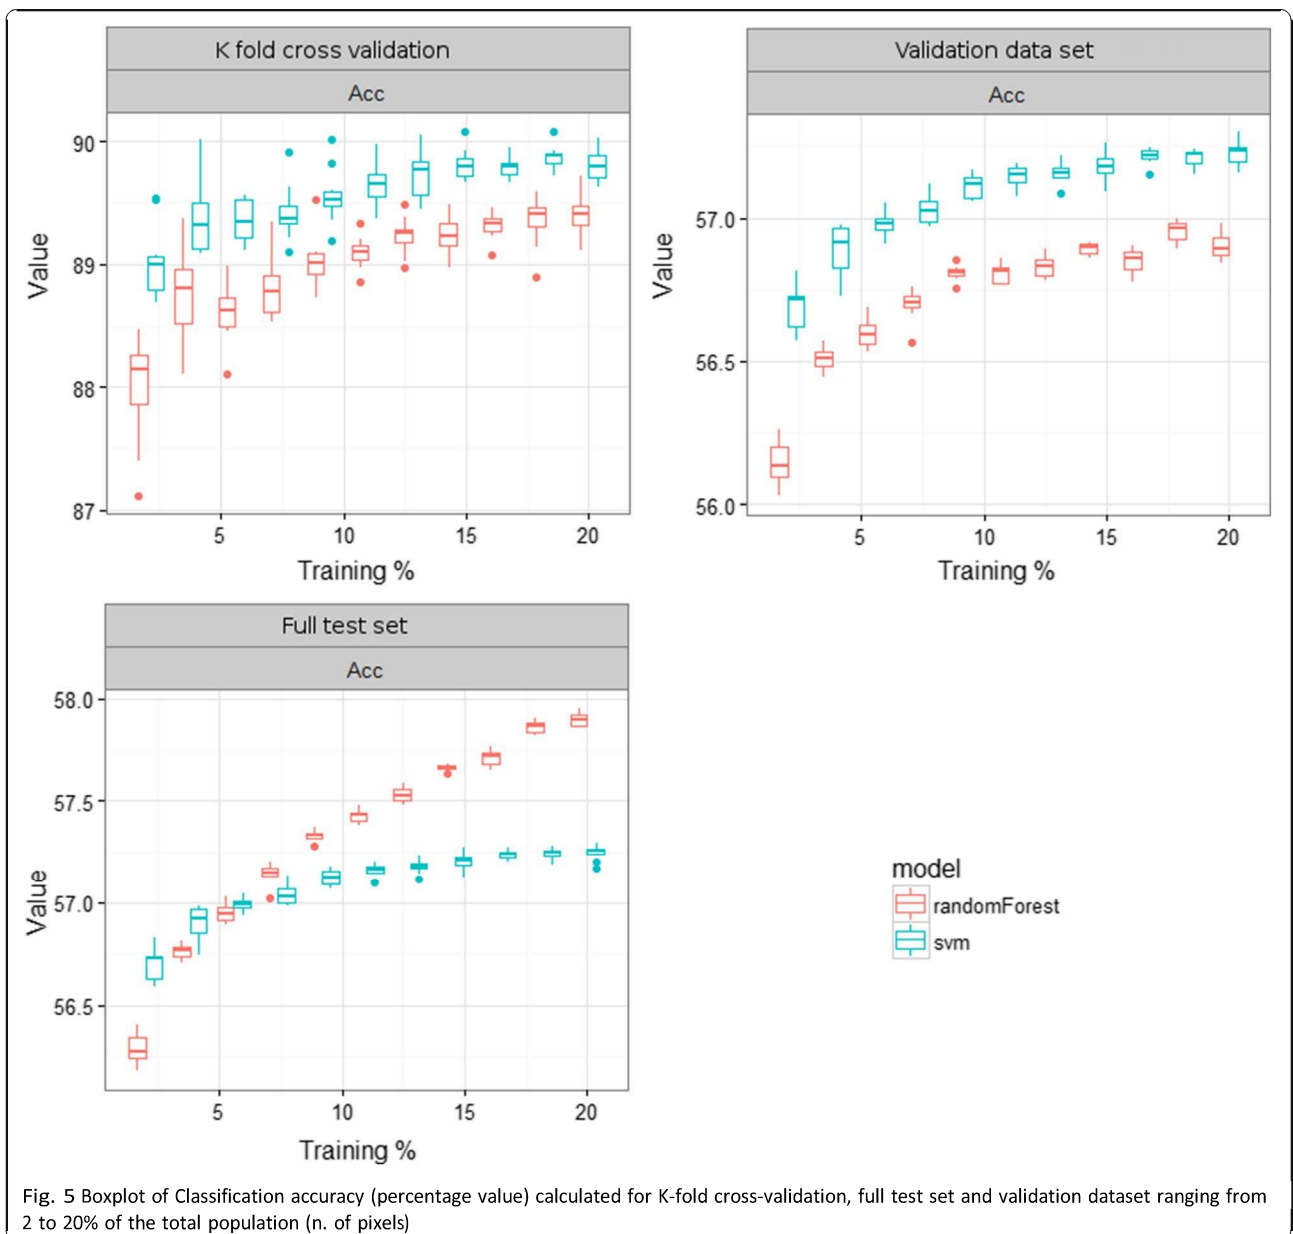 K fold cross validation
Acc
90
89
88
87
Value
5 10 15 20
Training %
Validation data set
Acc
57.0
56.5
56.0
Value
5 10 15 20
Training %
Full test set
Acc
58.0
57.5
57.0
56.5
Value
5 10 15 20
Training %
model
randomForest
svm
Fig. 5 Boxplot of Classification accuracy (percentage value) calculated for K-fold cross-validation, full test set and validation dataset ranging from
2 to 20% of the total population (n. of pixels)